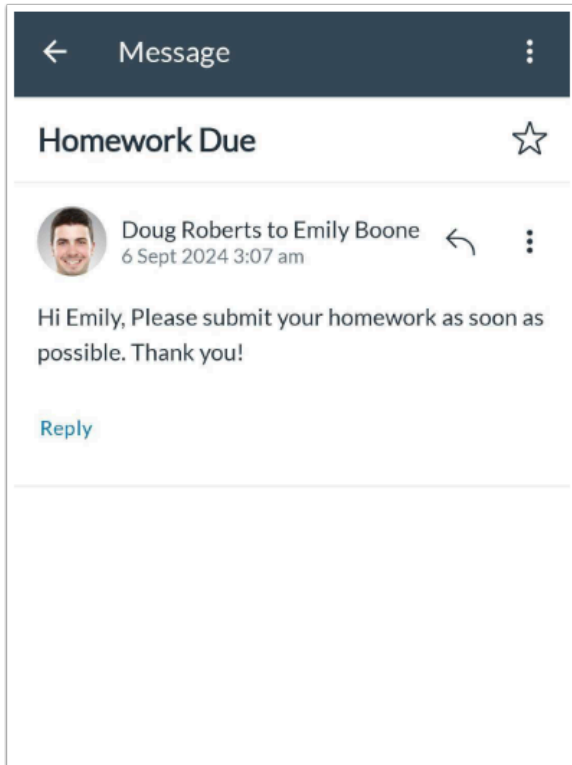 Message
Homework Due
Doug Roberts to Emily Boone
6 Sept 2024 3:07 am
Hi Emily, Please submit your homework as soon as
possible. Thank you!
Reply